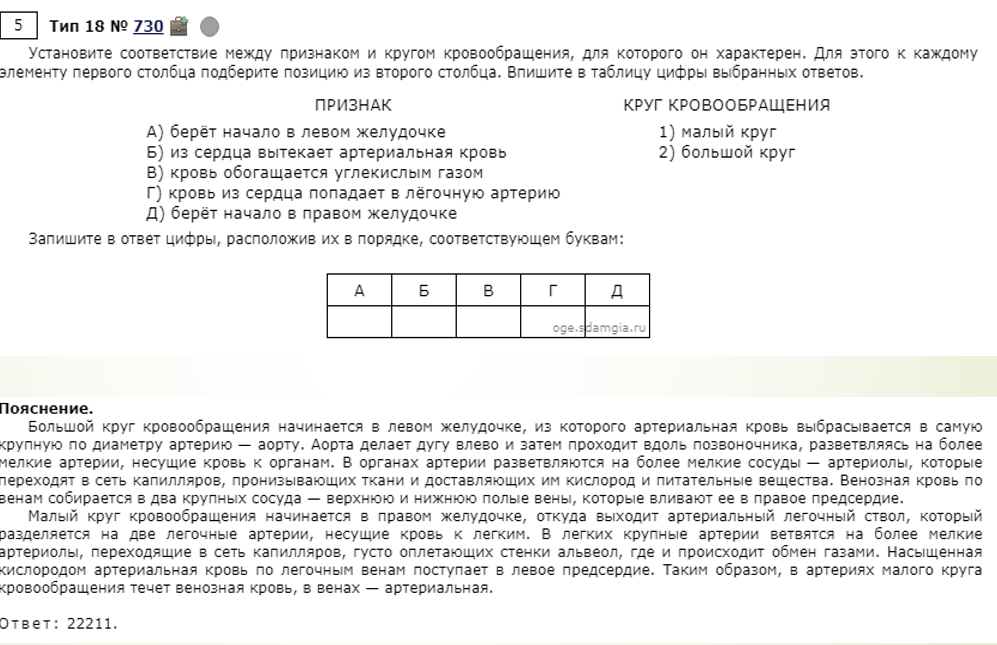 5 Тип 18 № 730
Установите соответствие между признаком и кругом кровообращения, для которого он характерен. Для этого к каждому
элементу первого столбца подберите позицию из второго столбца. Впишите в таблицу цифры выбранных ответов.
ПРИЗНАК
А) берёт начало в левом желудочке
Б) из сердца вытекает артериальная кровь
В) кровь обогащается углекислым газом
Г) кровь из сердца попадает в лёгочную артерию
Д) берёт начало в правом желудочке
КРУГ КРОВООБРАЩЕНИЯ
1) малый круг
2) большой круг
Запишите в ответ цифры, расположив их в порядке, соответствующем буквам:
А Б В Г Д
oge.sdamgia.ru
Пояснение.
Большой круг кровообращения начинается в левом желудочке, из которого артериальная кровь выбрасывается в самую
крупную по диаметру артерию — аорту. Аорта делает дугу влево и затем проходит вдоль позвоночника, разветвляясь на более
мелкие артерии, несущие кровь к органам. В органах артерии разветвляются на более мелкие сосуды — артериолы, которые
переходят в сеть капилляров, пронизывающих ткани и доставляющих им кислород и питательные вещества. Венозная кровь по
венам собирается в два крупных сосуда — верхнюю и нижнюю полые вены, которые вливают ее в правое предсердие.
Малый круг кровообращения начинается в правом желудочке, откуда выходит артериальный легочный ствол, который
разделяется на две легочные артерии, несущие кровь к легким. В легких крупные артерии ветвятся на более мелкие
артериолы, переходящие в сеть капилляров, густо оплетающих стенки альвеол, где и происходит обмен газами. Насыщенная
кислородом артериальная кровь по легочным венам поступает в левое предсердие. Таким образом, в артериях малого круга
кровообращения течет венозная кровь, в венах — артериальная.
Ответ: 22211.